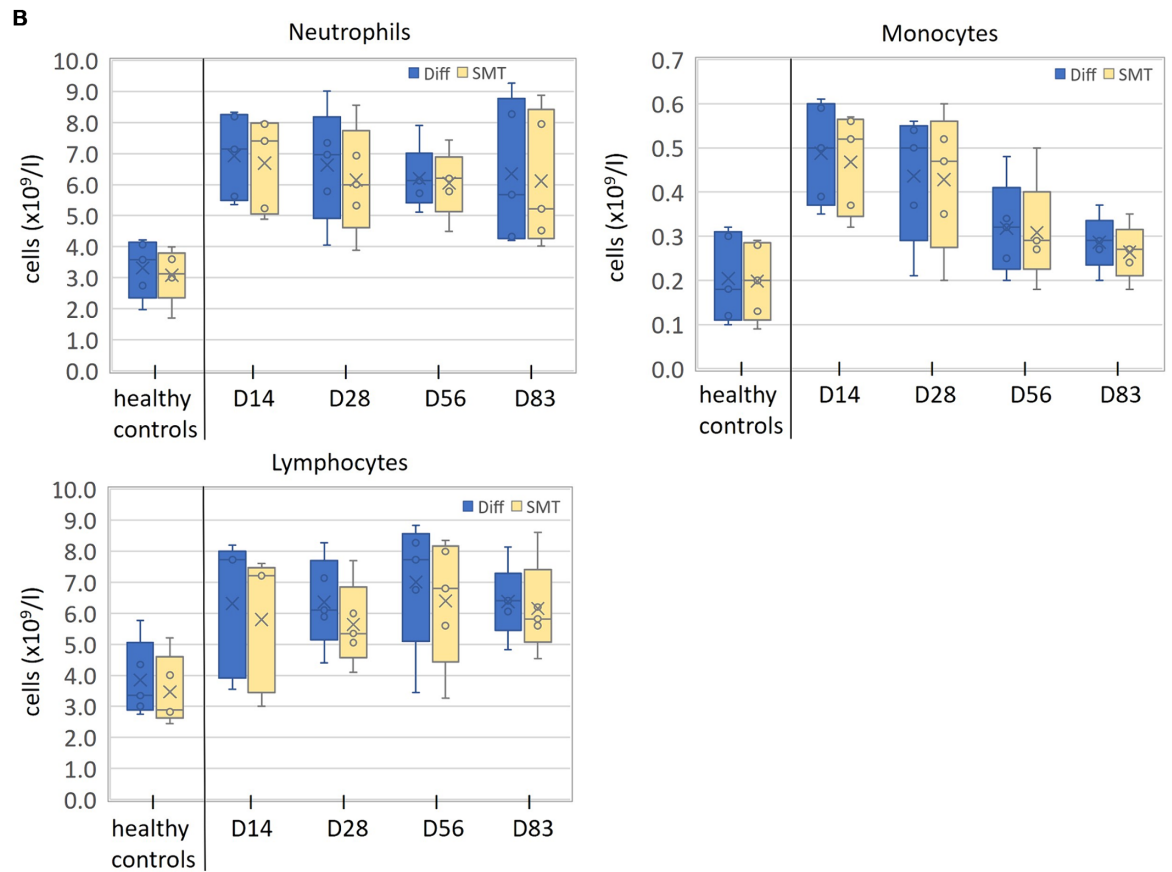 B
Neutrophils
10.0
9.0
8.0
7.0
6.0
5.0
4.0
3.0
2.0
1.0
0.0
cells (x10⁹/l)
Diff SMT
healthy controls
D14 D28 D56 D83
Monocytes
0.7
0.6
0.5
0.4
0.3
0.2
0.1
0.0
cells (x10⁹/l)
Diff SMT
healthy controls
D14 D28 D56 D83
Lymphocytes
10.0
9.0
8.0
7.0
6.0
5.0
4.0
3.0
2.0
1.0
0.0
cells (x10⁹/l)
Diff SMT
healthy controls
D14 D28 D56 D83